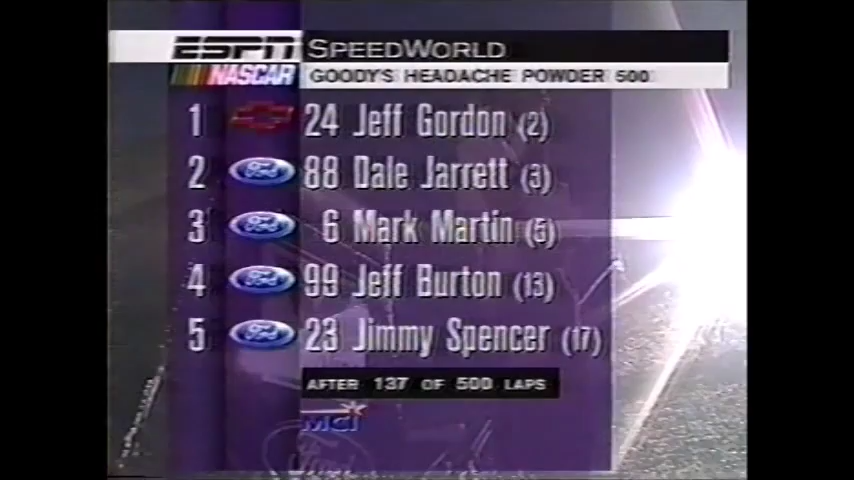 ESPN SPEEDWORLD
NASCAR GOODY'S HEADACHE POWDER 500
1 24 Jeff Gordon (2)
2 Ford 88 Dale Jarrett (3)
3 Ford 6 Mark Martin (5)
4 Ford 99 Jeff Burton (13)
5 Ford 23 Jimmy Spencer (17)
AFTER 137 OF 500 LAPS
MCI
Ford